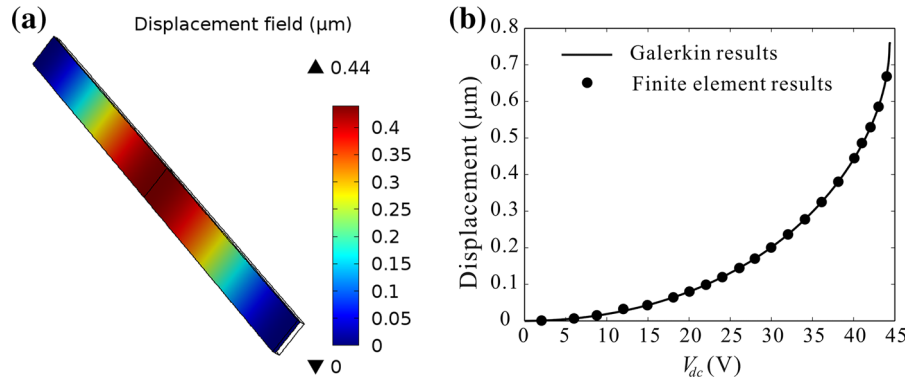 (a)
Displacement field (μm)
▲ 0.44
0.4
0.35
0.3
0.25
0.2
0.15
0.1
0.05
0
▼ 0
(b)
0.8
0.7
0.6
0.5
0.4
0.3
0.2
0.1
0
Displacement (μm)
Galerkin results
Finite element results
0 5 10 15 20 25 30 35 40 45
Vdc (V)